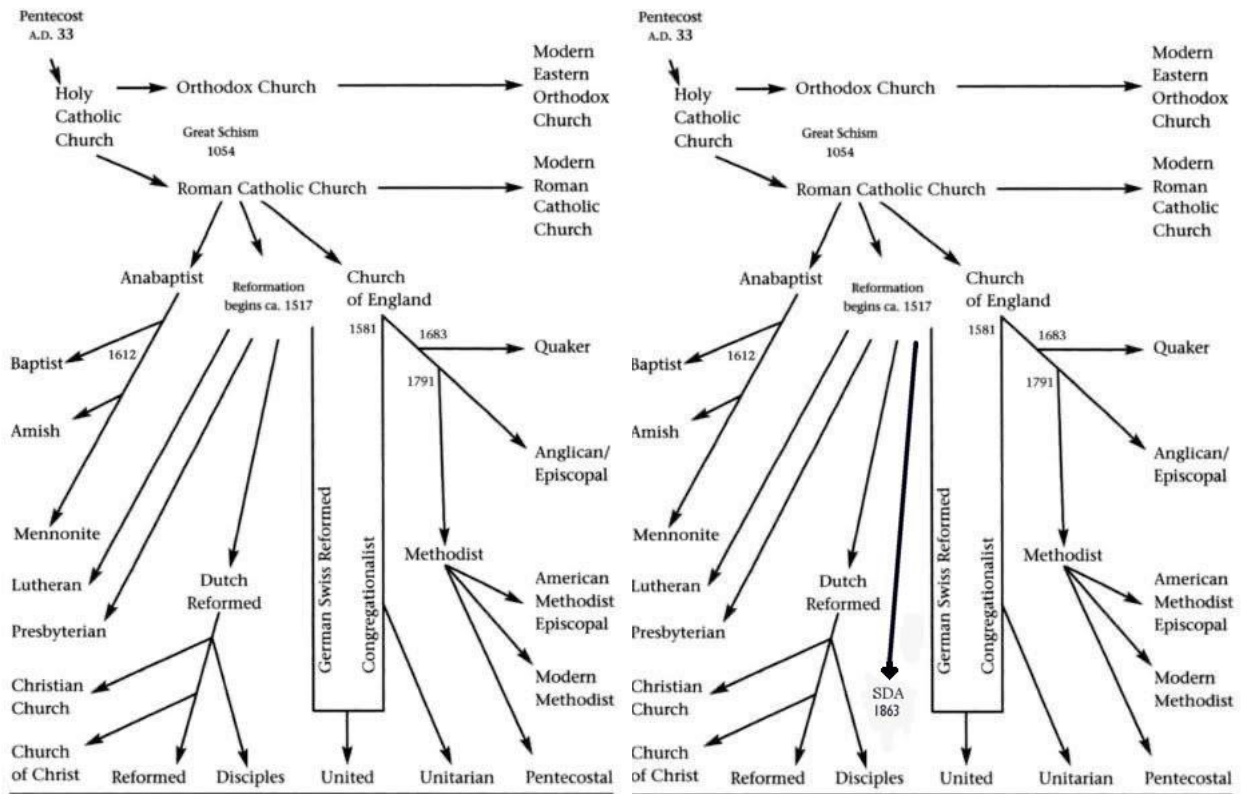 Pentecost
A.D. 33
Holy
Catholic
Church
Orthodox Church
Modern
Eastern
Orthodox
Church
Great Schism
1054
Roman Catholic Church
Modern
Roman
Catholic
Church
Anabaptist
Reformation
begins ca. 1517
Church
of England
1581
1683
Quaker
1612
Baptist
1791
Amish
Anglican/
Episcopal
Mennonite
German Swiss Reformed
Congregationalist
Methodist
Lutheran
Dutch
Reformed
American
Methodist
Episcopal
Presbyterian
Christian
Church
Modern
Methodist
Church
of Christ
Reformed
Disciples
United
Unitarian
Pentecostal
Pentecost
A.D. 33
Holy
Catholic
Church
Orthodox Church
Modern
Eastern
Orthodox
Church
Great Schism
1054
Roman Catholic Church
Modern
Roman
Catholic
Church
Anabaptist
Reformation
begins ca. 1517
Church
of England
1581
1683
Quaker
1612
Baptist
1791
Amish
Anglican/
Episcopal
Mennonite
German Swiss Reformed
Congregationalist
Methodist
Lutheran
Dutch
Reformed
American
Methodist
Episcopal
Presbyterian
Christian
Church
SDA
1863
Modern
Methodist
Church
of Christ
Reformed
Disciples
United
Unitarian
Pentecostal